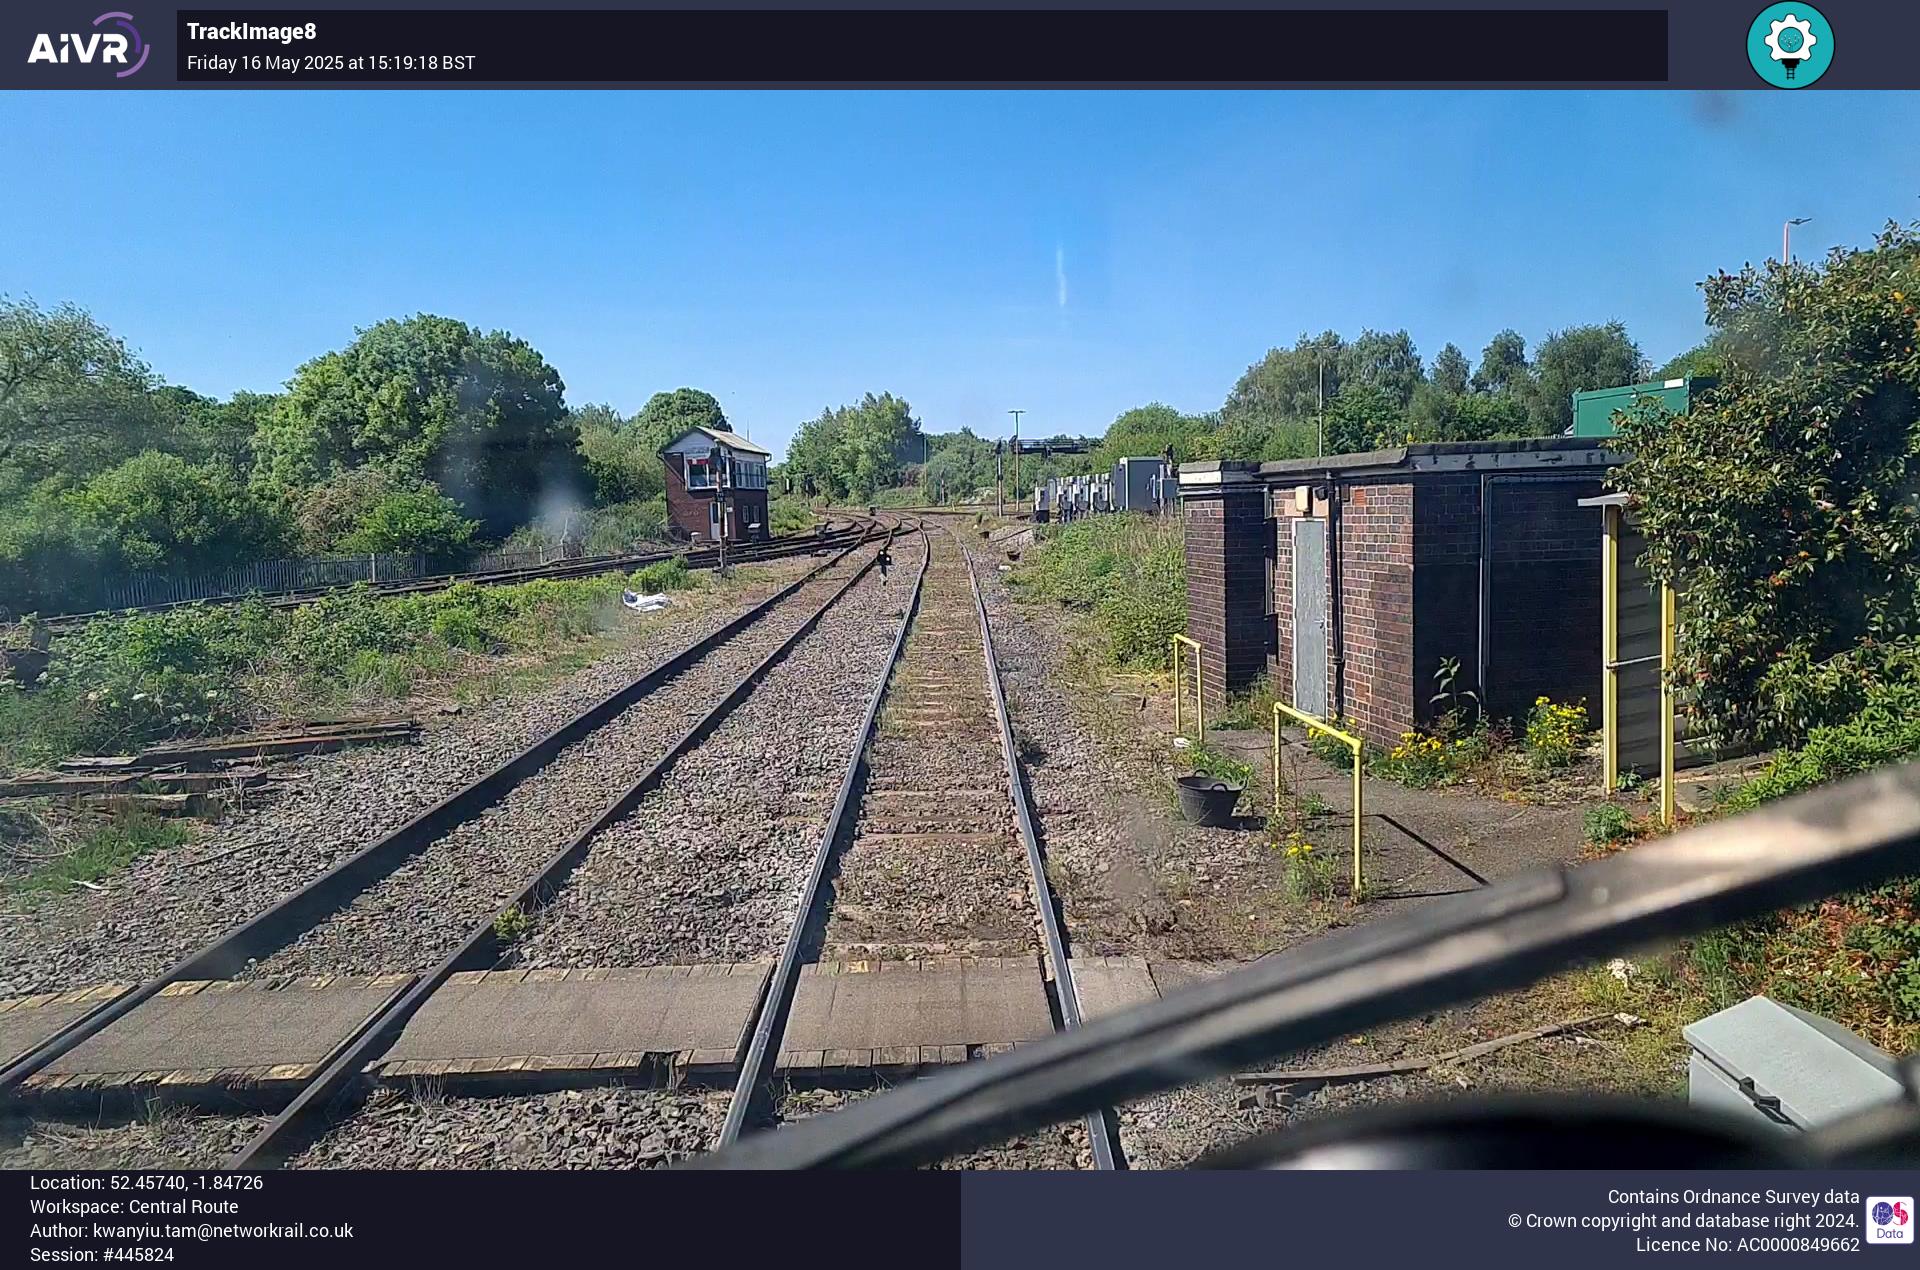 AiVR
TrackImage8
Friday 16 May 2025 at 15:19:18 BST
Location: 52.45740, -1.84726
Workspace: Central Route
Author: kwanyiu.tam@networkrail.co.uk
Session: #445824
Contains Ordnance Survey data
© Crown copyright and database right 2024.
Licence No: AC0000849662
OS
Data